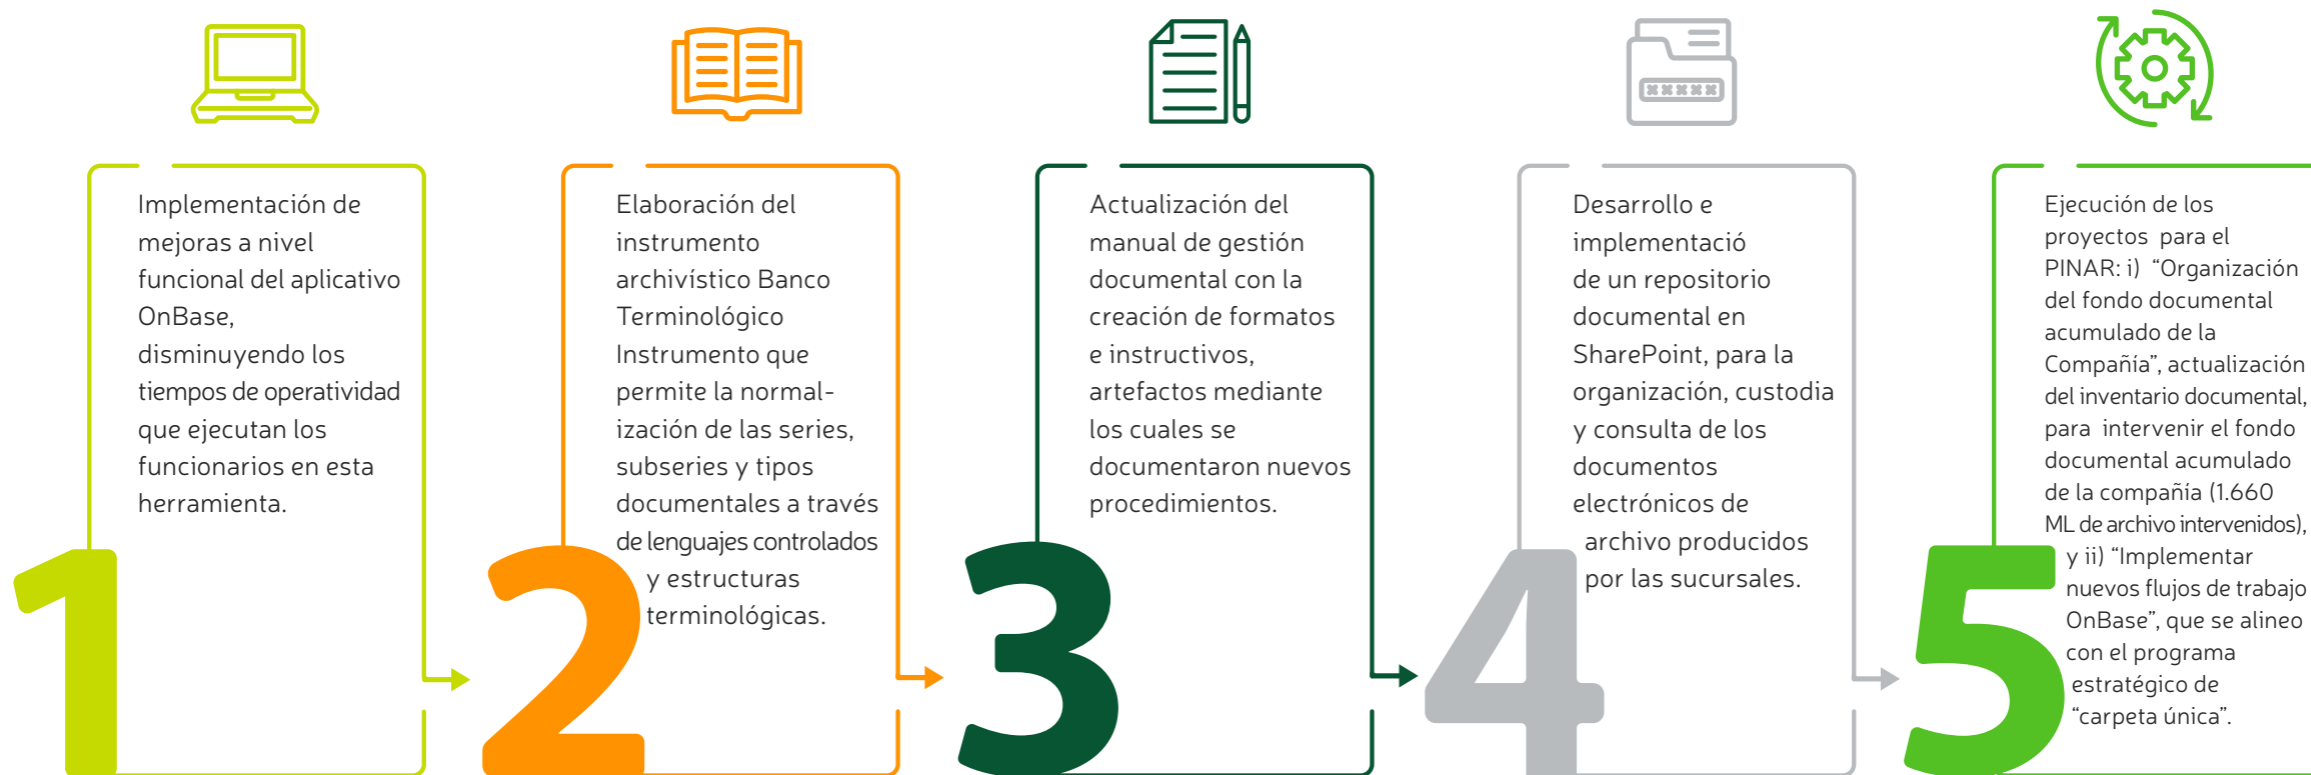 Implementación de
mejoras a nivel
funcional del aplicativo
OnBase,
disminuyendo los
tiempos de operatividad
que ejecutan los
funcionarios en esta
herramienta.
1
Elaboración del
instrumento
archivístico Banco
Terminológico
Instrumento que
permite la normal-
ización de las series,
subseries y tipos
documentales a través
de lenguajes controlados
y estructuras
terminológicas.
2
Actualización del
manual de gestión
documental con la
creación de formatos
e instructivos,
artefactos mediante
los cuales se
documentaron nuevos
procedimientos.
3
Desarrollo e
implementació
de un repositorio
documental en
SharePoint, para la
organización, custodia
y consulta de los
documentos
electrónicos de
archivo producidos
por las sucursales.
4
Ejecución de los
proyectos para el
PINAR: i) “Organización
del fondo documental
acumulado de la
Compañía”, actualización
del inventario documental,
para intervenir el fondo
documental acumulado
de la compañía (1.660
ML de archivo intervenidos),
y ii) “Implementar
nuevos flujos de trabajo
OnBase”, que se alineo
con el programa
estratégico de
“carpeta única”.
5